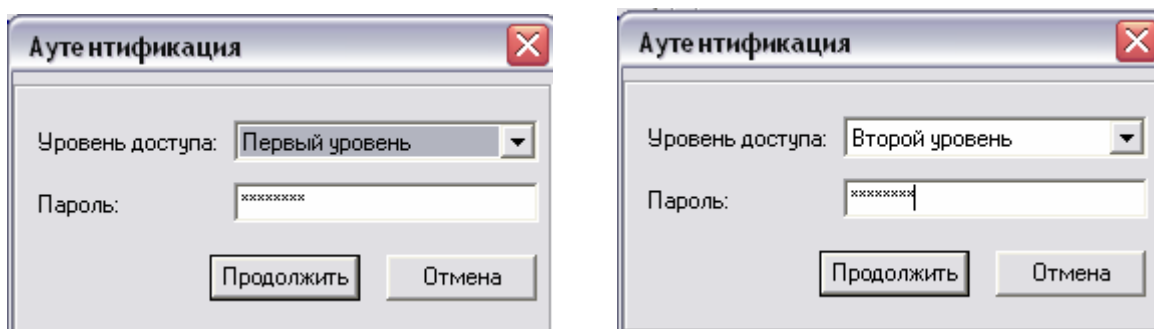 Аутентификация
Уровень доступа: Первый уровень
Пароль: ********
Продолжить Отмена
Аутентификация
Уровень доступа: Второй уровень
Пароль: ********
Продолжить Отмена